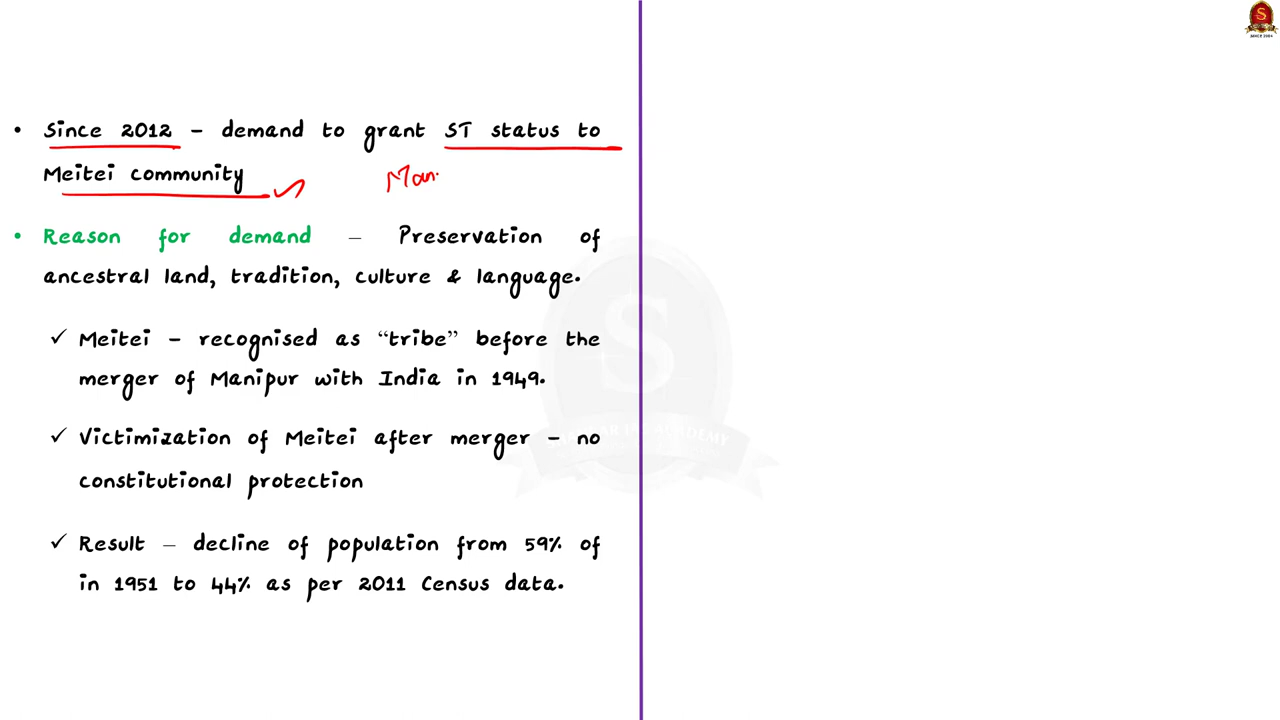 • Since 2012 – demand to grant ST status to
Meitei community
Man.
• Reason for demand – Preservation of
ancestral land, tradition, culture & language.
✓ Meitei – recognised as “tribe” before the
merger of Manipur with India in 1949.
✓ Victimization of Meitei after merger – no
constitutional protection
✓ Result – decline of population from 59% of
in 1951 to 44% as per 2011 Census data.
S
SINCE 2004
S